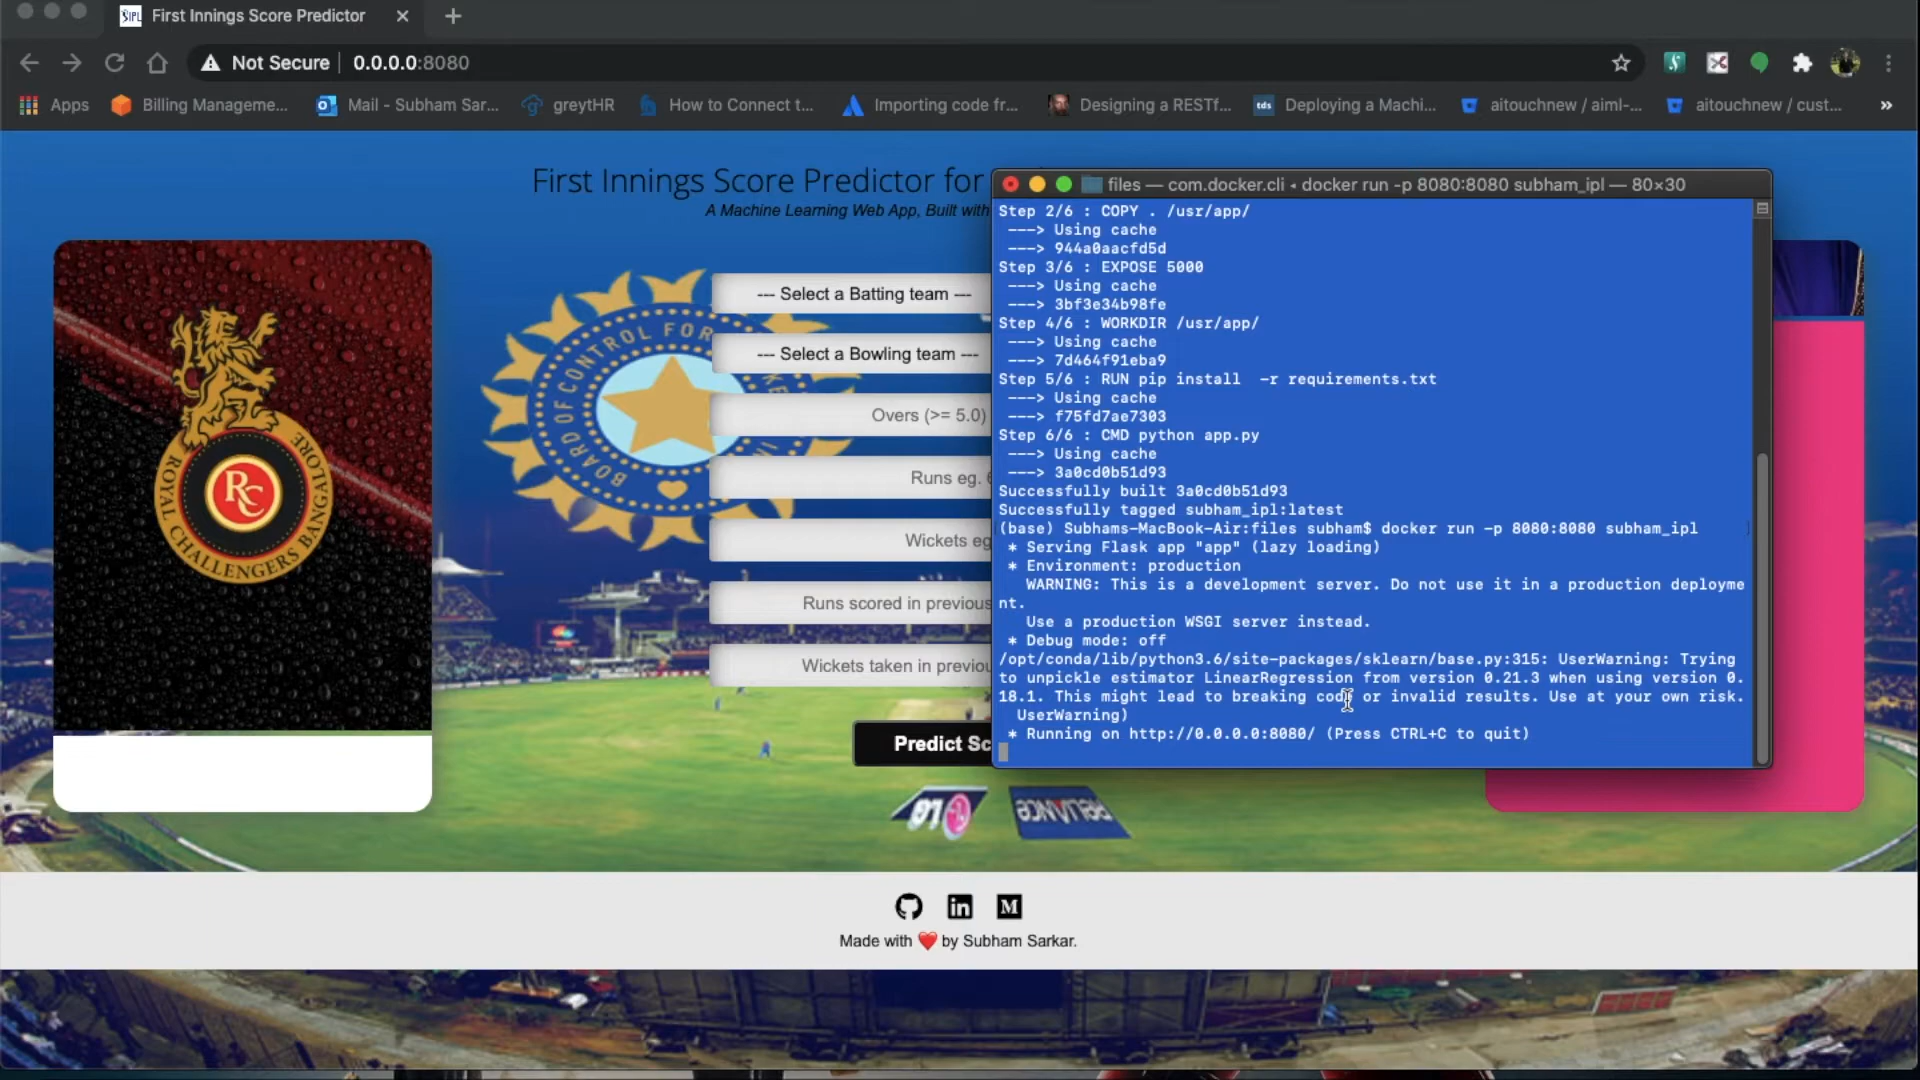 First Innings Score Predictor
Not Secure
0.0.0.0:8080
Apps
Billing Manageme...
Mail - Subham Sar...
greytHR
How to Connect t...
Importing code fr...
Designing a RESTf...
tds
Deploying a Machi...
aitouchnew / aiml-...
aitouchnew / cust...
First Innings Score Predictor for
A Machine Learning Web App, Built with
ROYAL CHALLENGERS BANGALORE
RC
BOARD OF CONTROL FOR
--- Select a Batting team ---
--- Select a Bowling team ---
Overs (>= 5.0)
Runs eg.
Wickets eg
Runs scored in previous
Wickets taken in previou
Predict Sc
files — com.docker.cli ◂ docker run -p 8080:8080 subham_ipl — 80×30
Step 2/6 : COPY . /usr/app/
---> Using cache
---> 944a0aacfd5d
Step 3/6 : EXPOSE 5000
---> Using cache
---> 3bf3e34b98fe
Step 4/6 : WORKDIR /usr/app/
---> Using cache
---> 7d464f91eba9
Step 5/6 : RUN pip install  -r requirements.txt
---> Using cache
---> f75fd7ae7303
Step 6/6 : CMD python app.py
---> Using cache
---> 3a0cd0b51d93
Successfully built 3a0cd0b51d93
Successfully tagged subham_ipl:latest
(base) Subhams-MacBook-Air:files subham$ docker run -p 8080:8080 subham_ipl
* Serving Flask app "app" (lazy loading)
* Environment: production
WARNING: This is a development server. Do not use it in a production deployme
nt.
Use a production WSGI server instead.
* Debug mode: off
/opt/conda/lib/python3.6/site-packages/sklearn/base.py:315: UserWarning: Trying
to unpickle estimator LinearRegression from version 0.21.3 when using version 0.
18.1. This might lead to breaking code or invalid results. Use at your own risk.
UserWarning)
* Running on http://0.0.0.0:8080/ (Press CTRL+C to quit)
LG
RELIANCE
Made with ❤️ by Subham Sarkar.